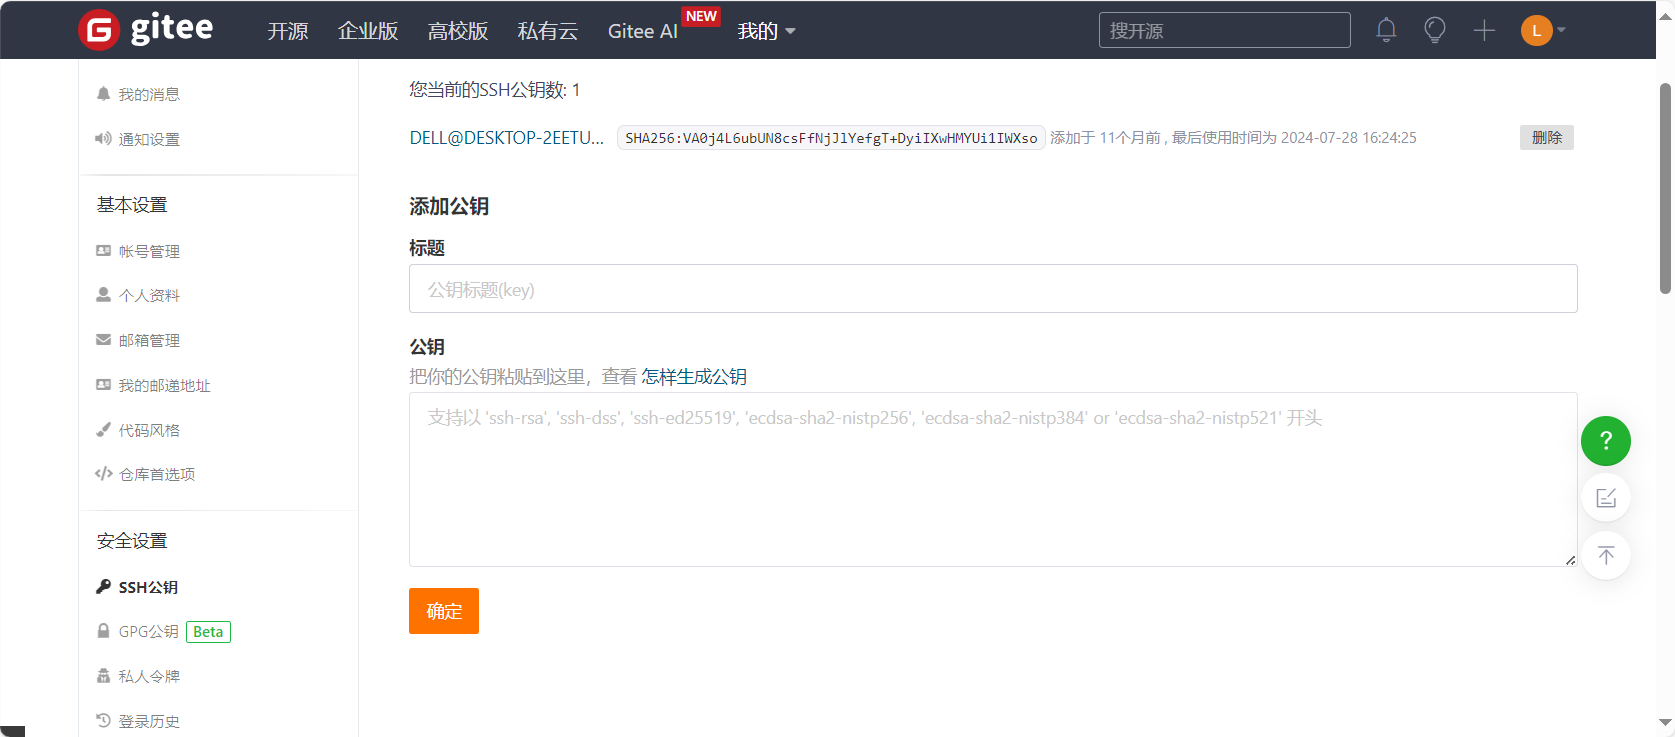 gitee 开源 企业版 高校版 私有云 Gitee AI NEW 我的 搜开源 L
我的消息
通知设置
基本设置
帐号管理
个人资料
邮箱管理
我的邮递地址
代码风格
仓库首选项
安全设置
SSH公钥
GPG公钥 Beta
私人令牌
登录历史
您当前的SSH公钥数: 1
DELL@DESKTOP-2EETU... SHA256:VA0j4L6ubUN8csFfNjJlYefgT+DyiIXwHMYUi1IWXso 添加于 11个月前 , 最后使用时间为 2024-07-28 16:24:25 删除
添加公钥
标题
公钥标题(key)
公钥
把你的公钥粘贴到这里，查看 怎样生成公钥
支持以 'ssh-rsa', 'ssh-dss', 'ssh-ed25519', 'ecdsa-sha2-nistp256', 'ecdsa-sha2-nistp384' or 'ecdsa-sha2-nistp521' 开头
确定
?